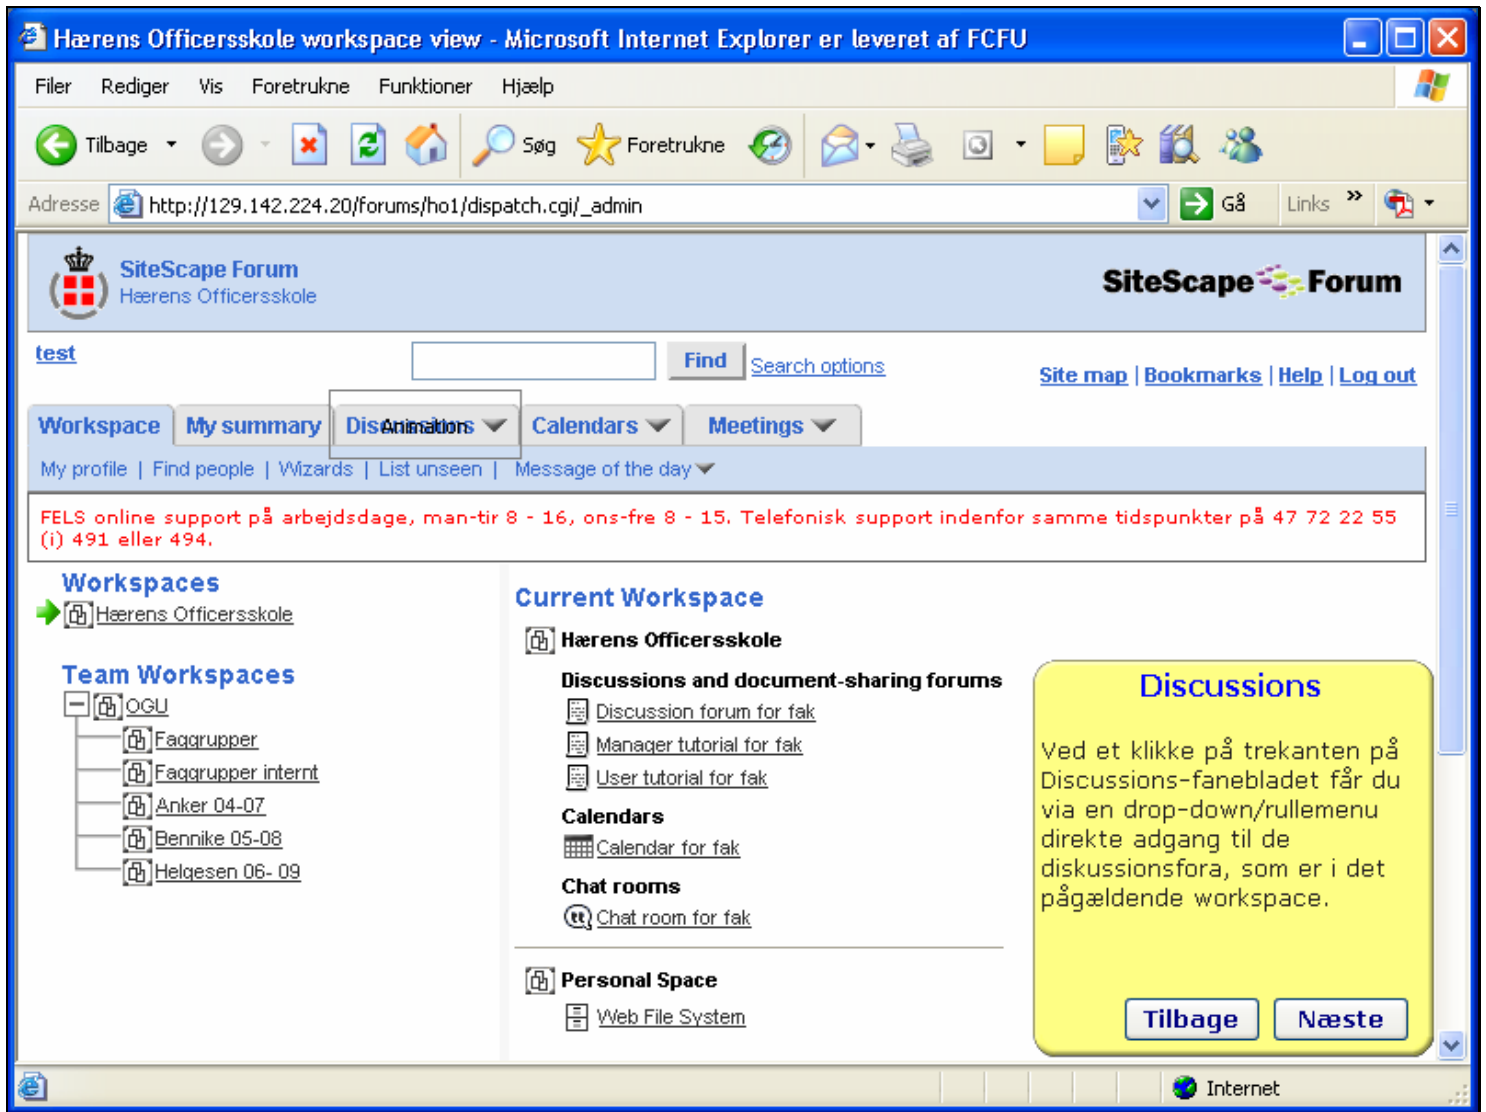 Hærens Officersskole workspace view - Microsoft Internet Explorer er leveret af FCFU
Filer Rediger Vis Foretrukne Funktioner Hjælp
Tilbage Søg Foretrukne
Adresse http://129.142.224.20/forums/ho1/dispatch.cgi/_admin Gå Links »
SiteScape Forum
Hærens Officersskole
SiteScape Forum
test
Find Search options
Site map | Bookmarks | Help | Log out
Workspace My summary Discussions Calendars Meetings
Animation
My profile | Find people | Wizards | List unseen | Message of the day
FELS online support på arbejdsdage, man-tir 8 - 16, ons-fre 8 - 15. Telefonisk support indenfor samme tidspunkter på 47 72 22 55
(i) 491 eller 494.
Workspaces
Hærens Officersskole
Team Workspaces
OGU
Faggrupper
Faggrupper internt
Anker 04-07
Bennike 05-08
Helgesen 06- 09
Current Workspace
Hærens Officersskole
Discussions and document-sharing forums
Discussion forum for fak
Manager tutorial for fak
User tutorial for fak
Calendars
Calendar for fak
Chat rooms
Chat room for fak
Personal Space
Web File System
Discussions
Ved et klikke på trekanten på
Discussions-fanebladet får du
via en drop-down/rullemenu
direkte adgang til de
diskussionsfora, som er i det
pågældende workspace.
Tilbage Næste
Internet